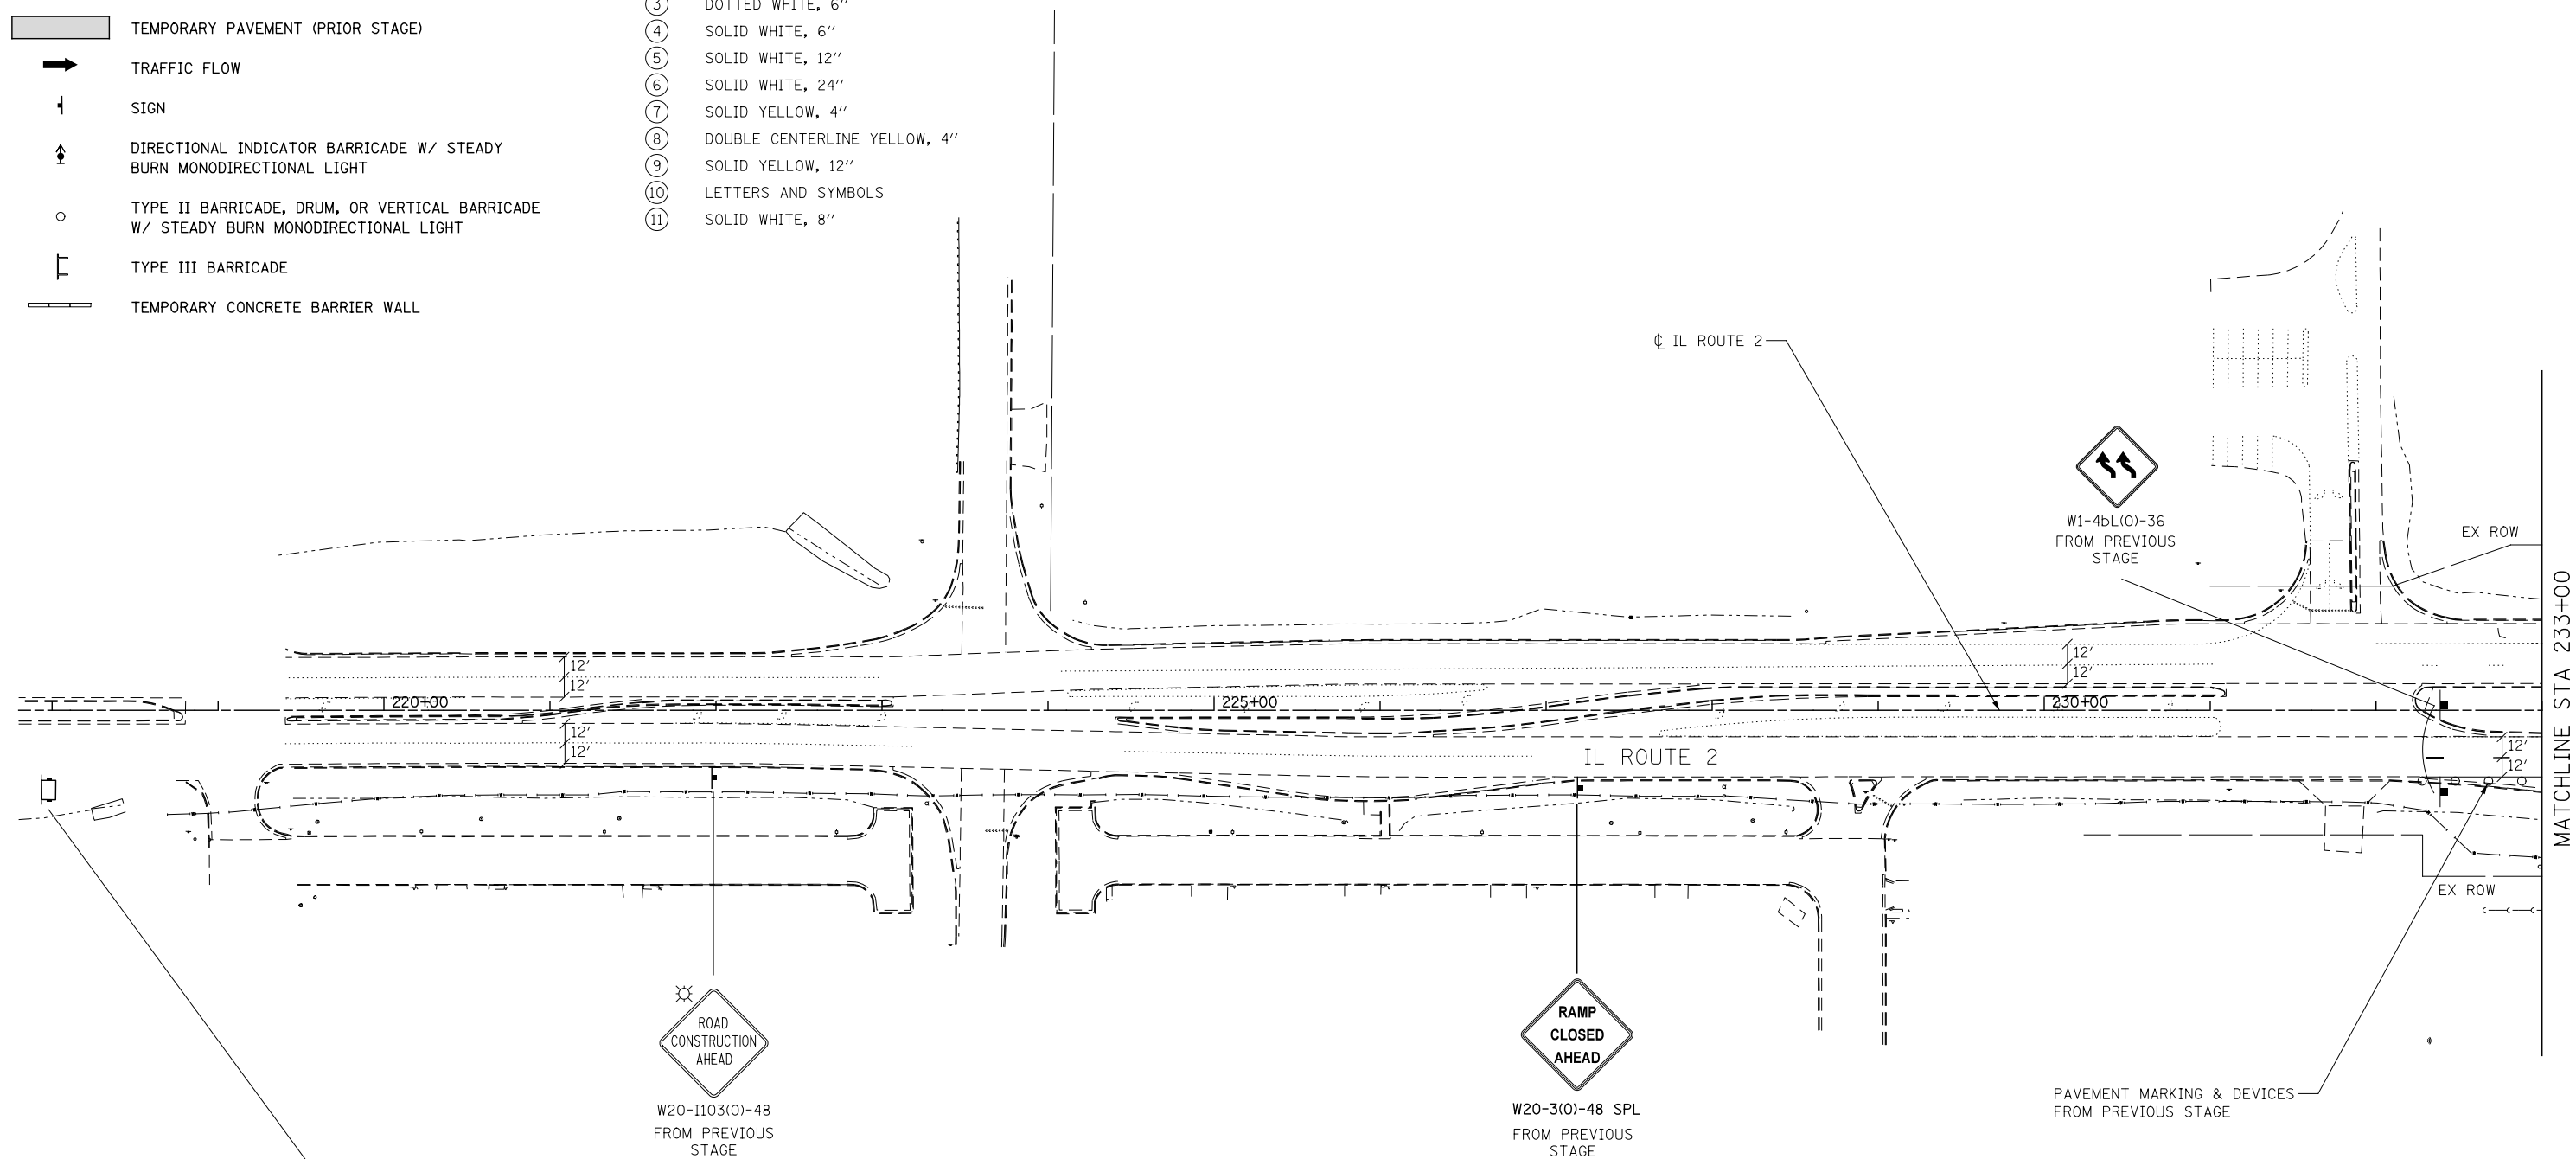 TEMPORARY PAVEMENT (PRIOR STAGE)
TRAFFIC FLOW
SIGN
DIRECTIONAL INDICATOR BARRICADE W/ STEADY
BURN MONODIRECTIONAL LIGHT
TYPE II BARRICADE, DRUM, OR VERTICAL BARRICADE
W/ STEADY BURN MONODIRECTIONAL LIGHT
TYPE III BARRICADE
TEMPORARY CONCRETE BARRIER WALL
3 DOTTED WHITE, 6"
4 SOLID WHITE, 6"
5 SOLID WHITE, 12"
6 SOLID WHITE, 24"
7 SOLID YELLOW, 4"
8 DOUBLE CENTERLINE YELLOW, 4"
9 SOLID YELLOW, 12"
10 LETTERS AND SYMBOLS
11 SOLID WHITE, 8"
℄ IL ROUTE 2
W1-4bL(O)-36
FROM PREVIOUS
STAGE
EX ROW
12'
12'
12'
12'
220+00
225+00
230+00
12'
12'
12'
12'
IL ROUTE 2
MATCHLINE STA 233+00
EX ROW
ROAD
CONSTRUCTION
AHEAD
W20-I103(O)-48
FROM PREVIOUS
STAGE
RAMP
CLOSED
AHEAD
W20-3(O)-48 SPL
FROM PREVIOUS
STAGE
PAVEMENT MARKING & DEVICES
FROM PREVIOUS STAGE